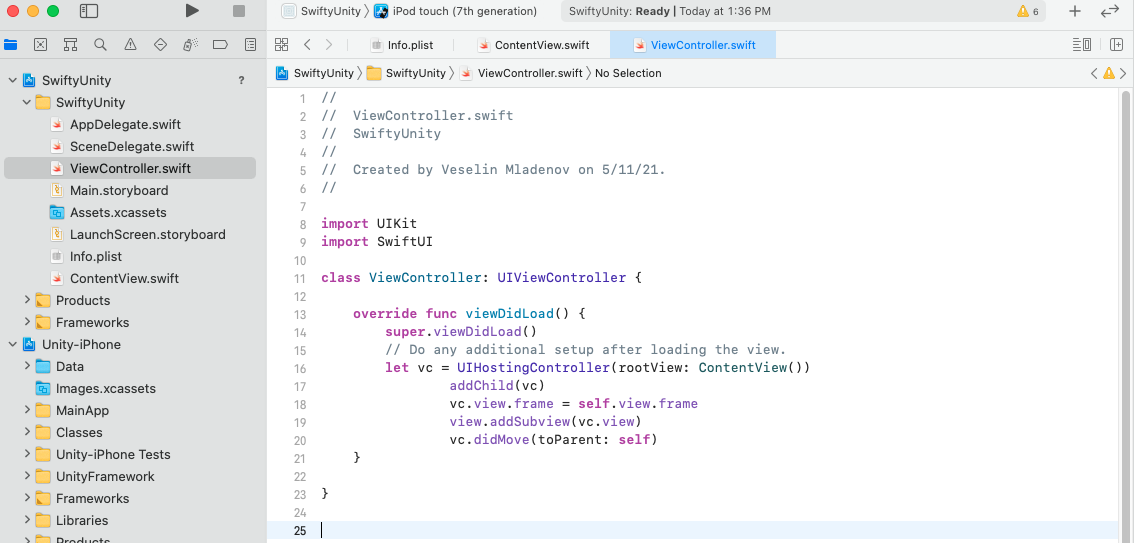 SwiftyUnity 〉 iPod touch (7th generation)
SwiftyUnity: Ready | Today at 1:36 PM
6
Info.plist
ContentView.swift
ViewController.swift
SwiftyUnity 〉 SwiftyUnity 〉 ViewController.swift 〉 No Selection
SwiftyUnity ?
SwiftyUnity
AppDelegate.swift
SceneDelegate.swift
ViewController.swift
Main.storyboard
Assets.xcassets
LaunchScreen.storyboard
Info.plist
ContentView.swift
Products
Frameworks
Unity-iPhone
Data
Images.xcassets
MainApp
Classes
Unity-iPhone Tests
UnityFramework
Frameworks
Libraries
Products
1 //
2 //  ViewController.swift
3 //  SwiftyUnity
4 //
5 //  Created by Veselin Mladenov on 5/11/21.
6 //
7
8 import UIKit
9 import SwiftUI
10
11 class ViewController: UIViewController {
12
13     override func viewDidLoad() {
14         super.viewDidLoad()
15         // Do any additional setup after loading the view.
16         let vc = UIHostingController(rootView: ContentView())
17                 addChild(vc)
18                 vc.view.frame = self.view.frame
19                 view.addSubview(vc.view)
20                 vc.didMove(toParent: self)
21     }
22
23 }
24
25